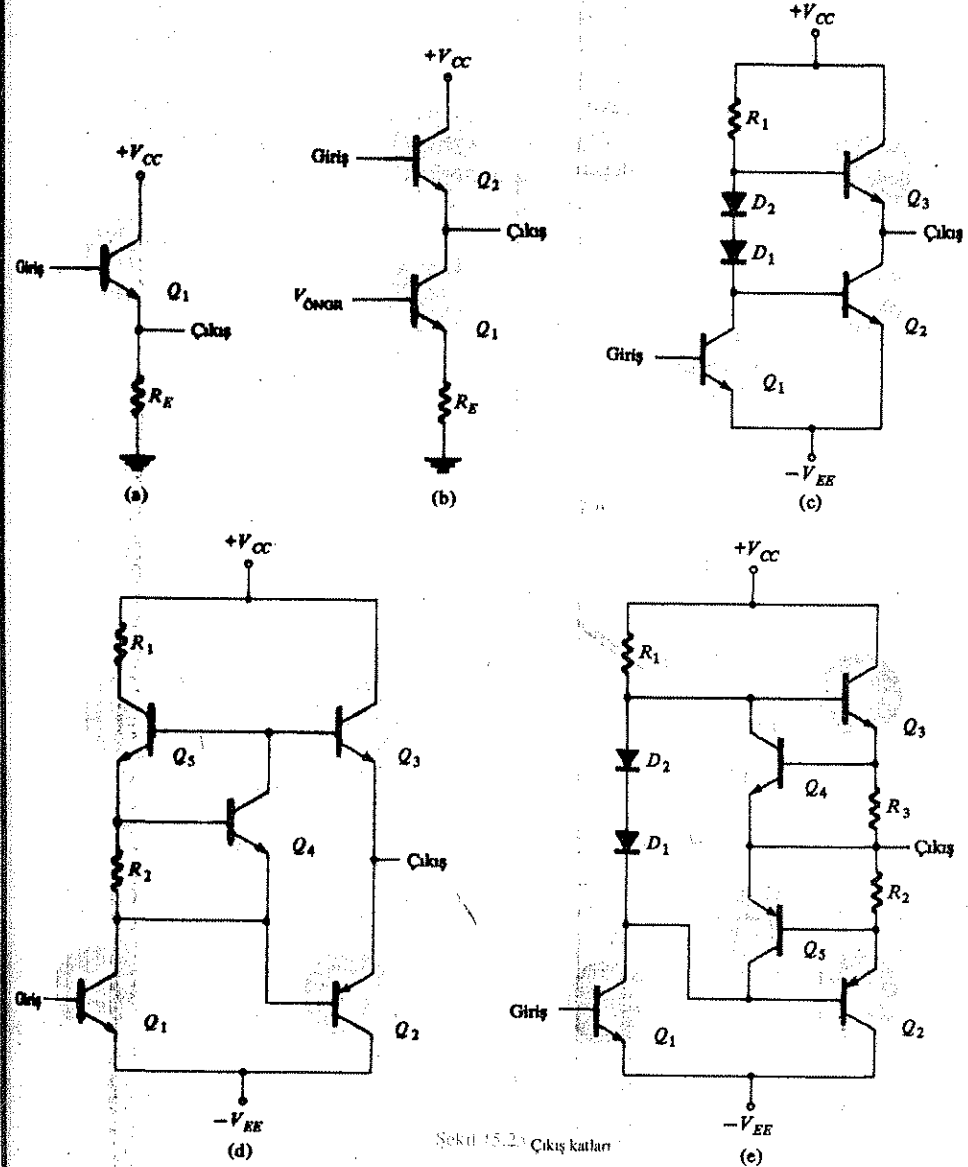 +V_CC
Giriş
Q_1
Çıkış
R_E
(a)
+V_CC
Giriş
Q_2
Çıkış
V_ÖNGR
Q_1
R_E
(b)
+V_CC
R_1
D_2
Q_3
Çıkış
D_1
Q_2
Giriş
Q_1
−V_EE
(c)
+V_CC
R_1
Q_5
Q_3
Q_4
Çıkış
R_2
Giriş
Q_1
Q_2
−V_EE
(d)
+V_CC
R_1
Q_3
D_2
Q_4
R_3
D_1
Çıkış
R_2
Q_5
Giriş
Q_1
Q_2
−V_EE
(e)
Çıkış katları